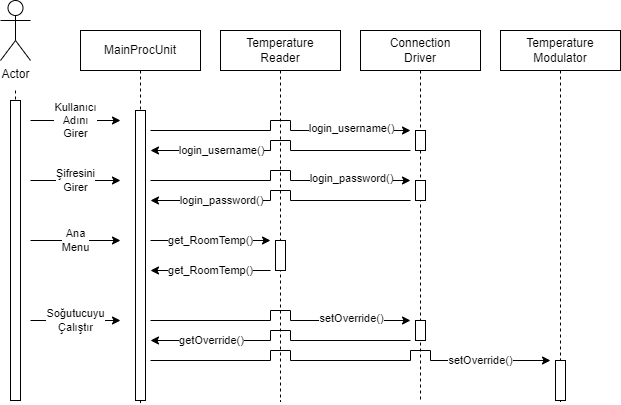 Actor
MainProcUnit
Temperature
Reader
Connection
Driver
Temperature
Modulator
Kullanıcı
Adını
Girer
login_username()
login_username()
Şifresini
Girer
login_password()
login_password()
Ana
Menu
get_RoomTemp()
get_RoomTemp()
Soğutucuyu
Çalıştır
setOverride()
getOverride()
setOverride()